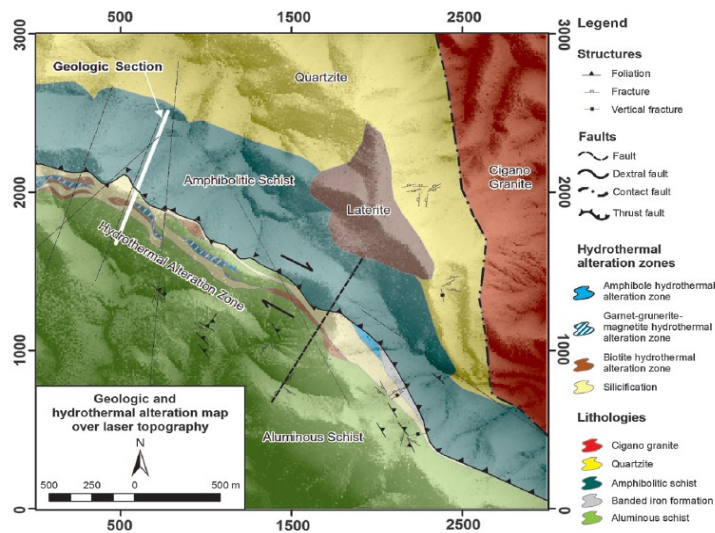 500
1500
2500
3000
3000
Geologic Section
Quartzite
Cigano
Granite
Amphibolitic Schist
2000
2000
Laterite
Hydrothermal Alteration Zone
1000
1000
Aluminous Schist
Geologic and
hydrothermal alteration map
over laser topography
N
500 250 0 500 m
0
0
500
1500
2500
Legend
Structures
Foliation
Fracture
Vertical fracture
Faults
Fault
Dextral fault
Contact fault
Thrust fault
Hydrothermal
alteration zones
Amphibole hydrothermal
alteration zone
Garnet-grunerite-
magnetite hydrothermal
alteration zone
Biotite hydrothermal
alteration zone
Silicification
Lithologies
Cigano granite
Quartzite
Amphibolitic schist
Banded iron formation
Aluminous schist